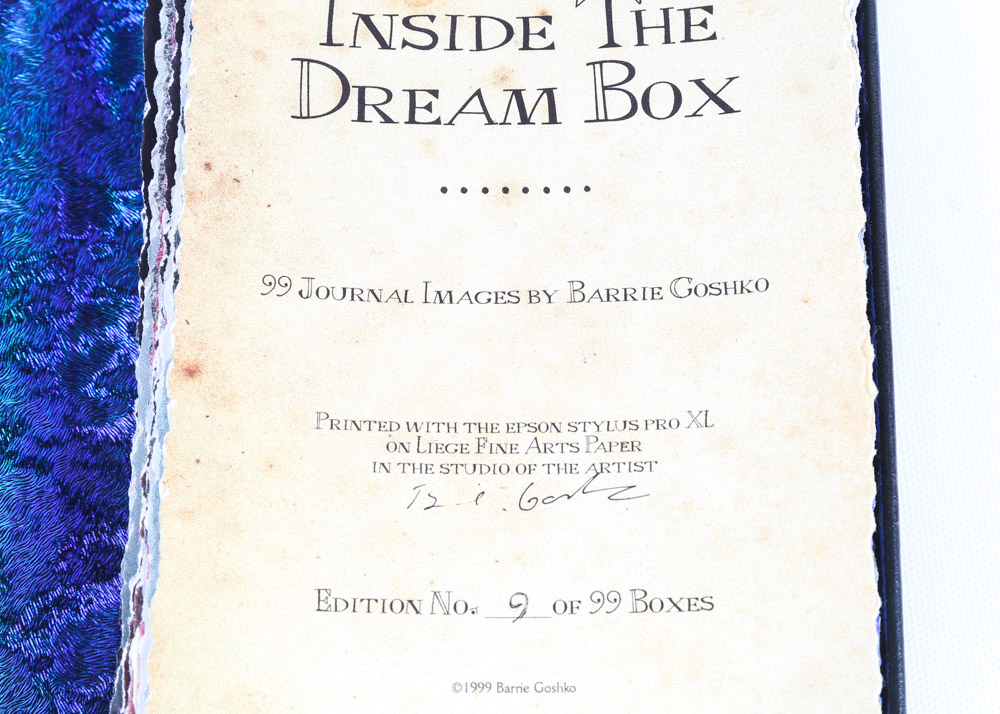 Inside The
Dream Box
99 Journal Images by Barrie Goshko
Printed with the Epson Stylus Pro XL
on Liege Fine Arts Paper
in the studio of the artist
Edition No. 9 of 99 Boxes
©1999 Barrie Goshko